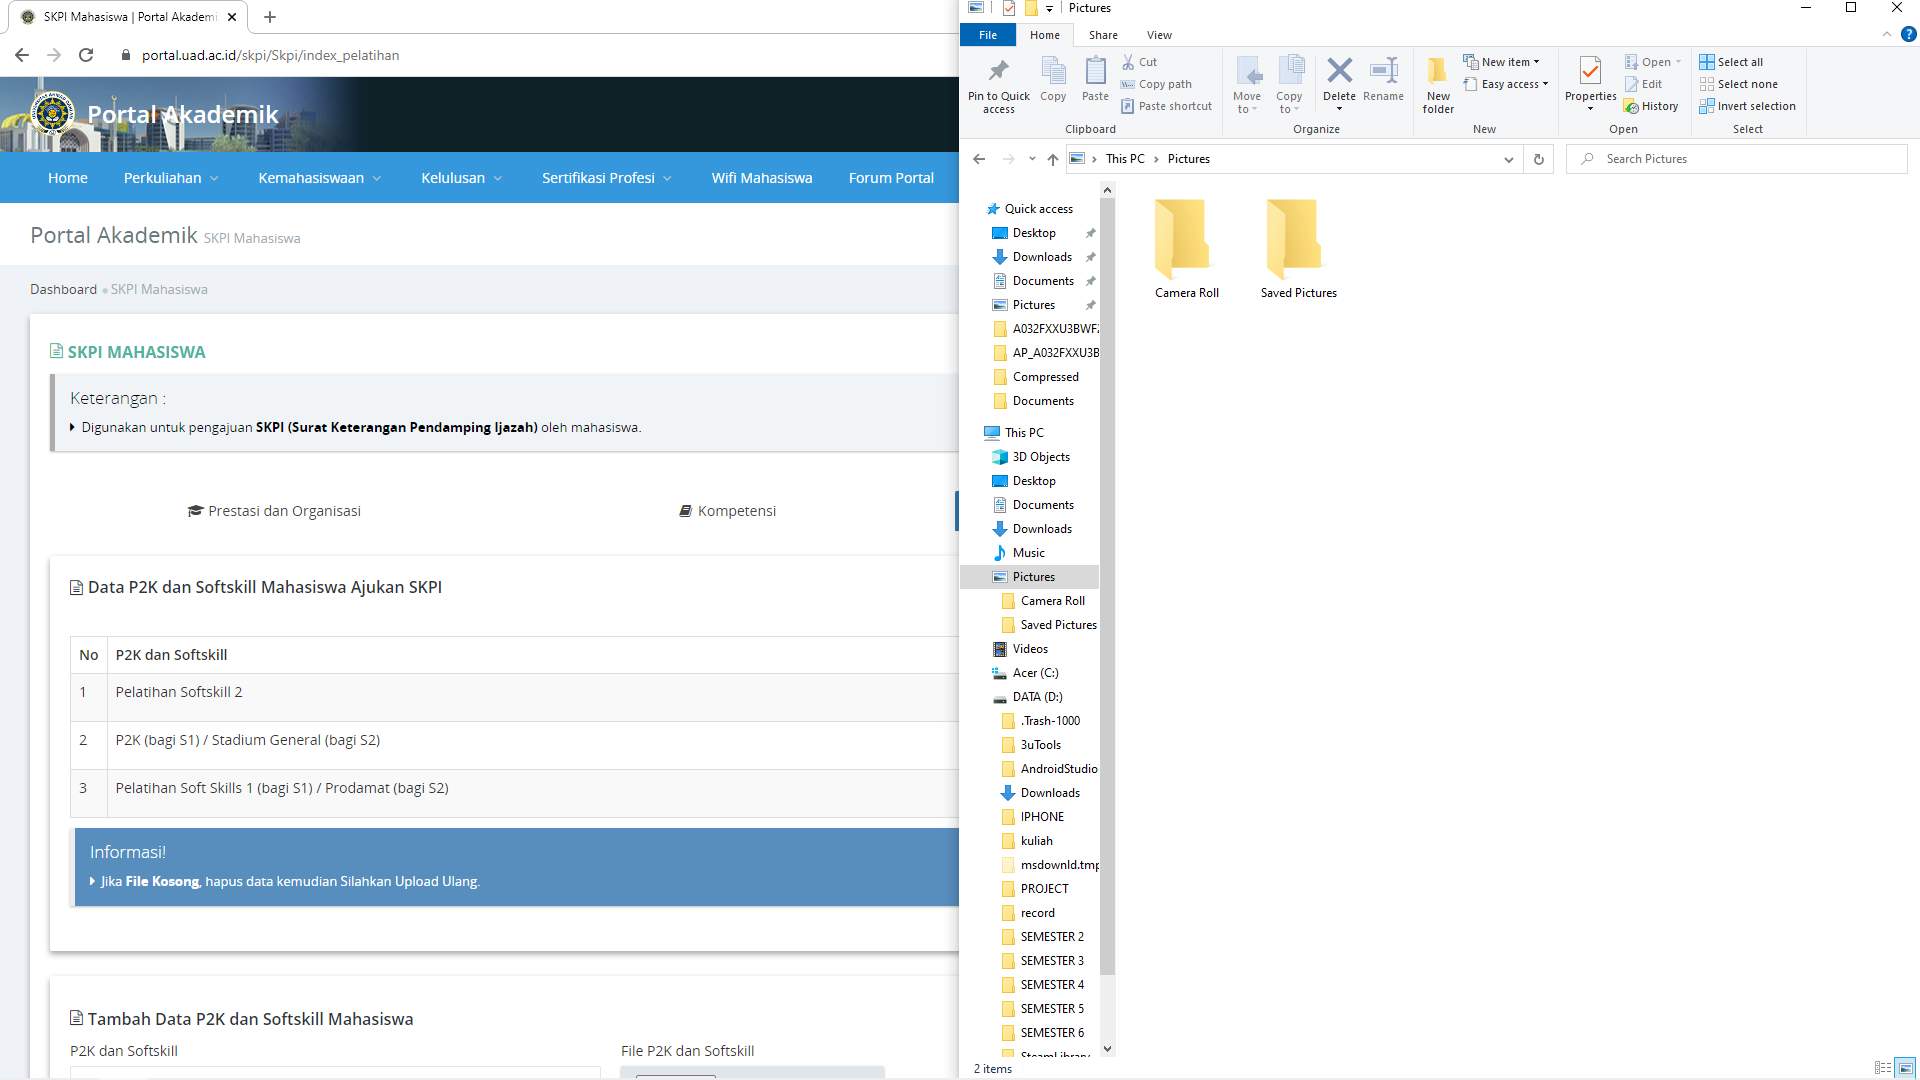 SKPI Mahasiswa | Portal Akademi
portal.uad.ac.id/skpi/Skpi/index_pelatihan
Portal Akademik
Home
Perkuliahan
Kemahasiswaan
Kelulusan
Sertifikasi Profesi
Wifi Mahasiswa
Forum Portal
Portal Akademik SKPI Mahasiswa
Dashboard SKPI Mahasiswa
SKPI MAHASISWA
Keterangan :
Digunakan untuk pengajuan SKPI (Surat Keterangan Pendamping Ijazah) oleh mahasiswa.
Prestasi dan Organisasi
Kompetensi
Data P2K dan Softskill Mahasiswa Ajukan SKPI
No P2K dan Softskill
1 Pelatihan Softskill 2
2 P2K (bagi S1) / Stadium General (bagi S2)
3 Pelatihan Soft Skills 1 (bagi S1) / Prodamat (bagi S2)
Informasi!
Jika File Kosong, hapus data kemudian Silahkan Upload Ulang.
Tambah Data P2K dan Softskill Mahasiswa
P2K dan Softskill
File P2K dan Softskill
Pictures
File
Home
Share
View
Pin to Quick access
Copy
Paste
Cut
Copy path
Paste shortcut
Clipboard
Move to
Copy to
Delete
Rename
Organize
New folder
New item
Easy access
New
Properties
Open
Edit
History
Open
Select all
Select none
Invert selection
Select
This PC
Pictures
Search Pictures
Quick access
Desktop
Downloads
Documents
Pictures
A032FXXU3BWF
AP_A032FXXU3B
Compressed
Documents
This PC
3D Objects
Desktop
Documents
Downloads
Music
Pictures
Camera Roll
Saved Pictures
Videos
Acer (C:)
DATA (D:)
.Trash-1000
3uTools
AndroidStudio
Downloads
IPHONE
kuliah
msdownld.tmp
PROJECT
record
SEMESTER 2
SEMESTER 3
SEMESTER 4
SEMESTER 5
SEMESTER 6
SteamLibrary
Camera Roll
Saved Pictures
2 items